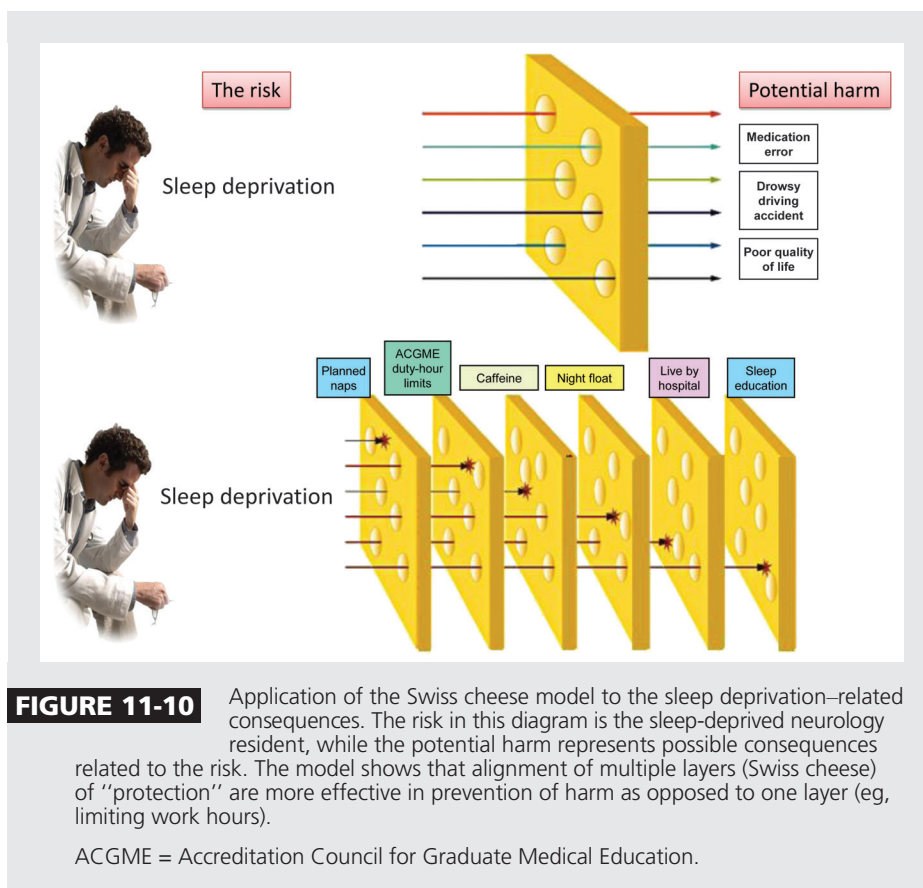 The risk
Potential harm
Sleep deprivation
Medication
error
Drowsy
driving
accident
Poor quality
of life
Planned
naps
ACGME
duty-hour
limits
Caffeine
Night float
Live by
hospital
Sleep
education
Sleep deprivation
FIGURE 11-10
Application of the Swiss cheese model to the sleep deprivation–related
consequences. The risk in this diagram is the sleep-deprived neurology
resident, while the potential harm represents possible consequences
related to the risk. The model shows that alignment of multiple layers (Swiss cheese)
of ''protection'' are more effective in prevention of harm as opposed to one layer (eg,
limiting work hours).
ACGME = Accreditation Council for Graduate Medical Education.